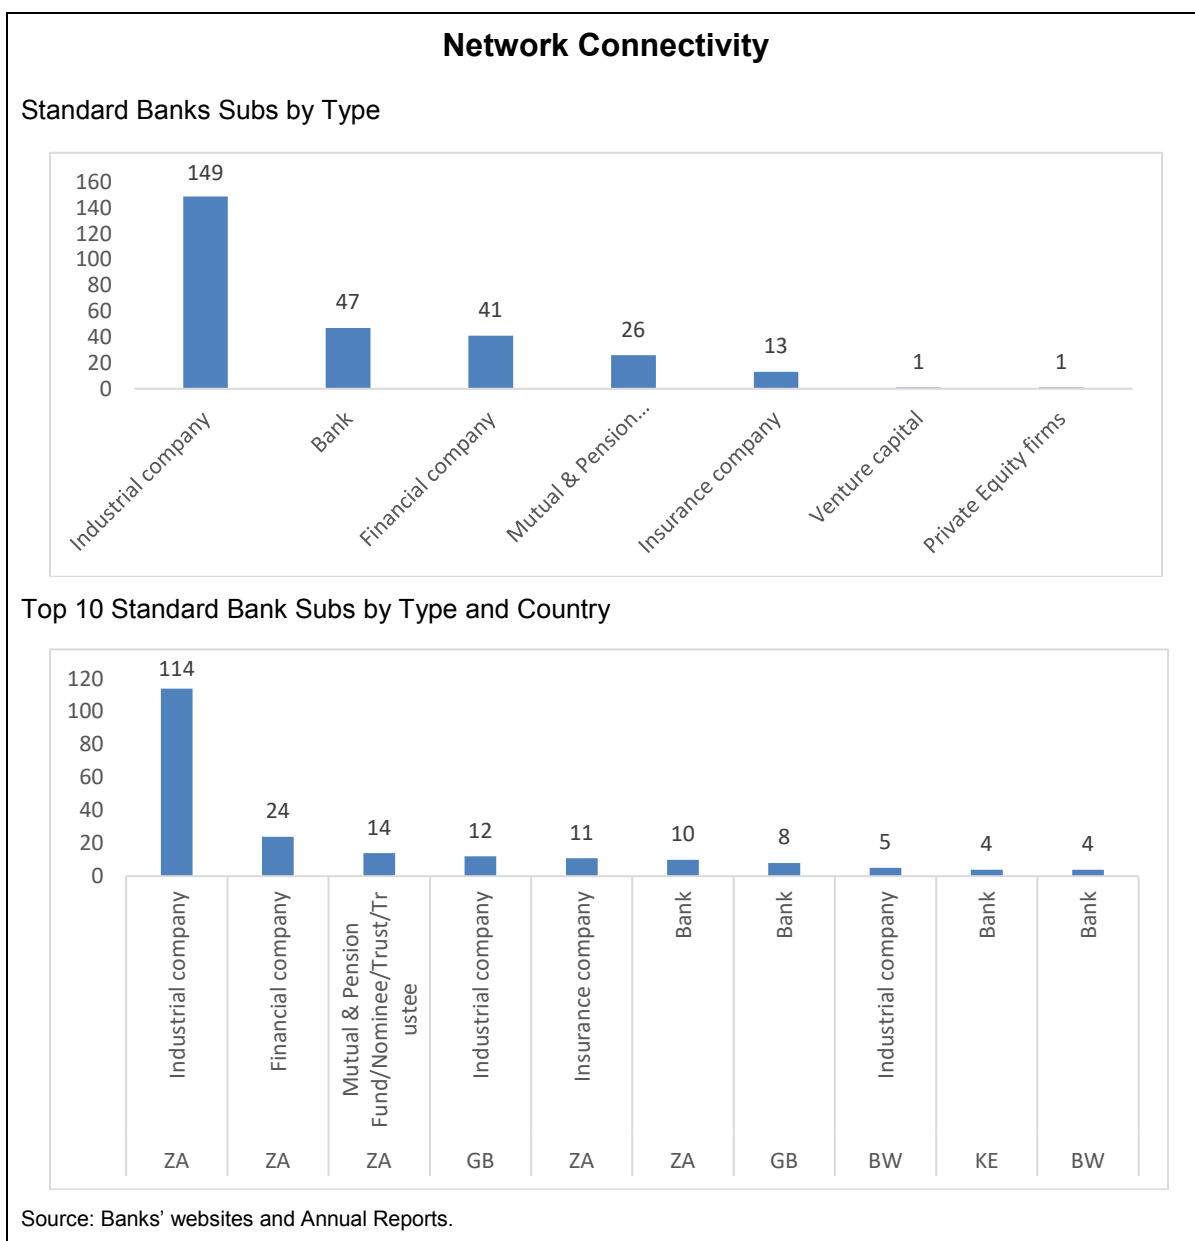 Network Connectivity
Standard Banks Subs by Type
160
140
120
100
80
60
40
20
0
149
47
41
26
13
1
1
Industrial company
Bank
Financial company
Mutual & Pension...
Insurance company
Venture capital
Private Equity firms
Top 10 Standard Bank Subs by Type and Country
120
100
80
60
40
20
0
114
24
14
12
11
10
8
5
4
4
Industrial company
Financial company
Mutual & Pension
Fund/Nominee/Trust/Tr
ustee
Industrial company
Insurance company
Bank
Bank
Industrial company
Bank
Bank
ZA
ZA
ZA
GB
ZA
ZA
GB
BW
KE
BW
Source: Banks’ websites and Annual Reports.